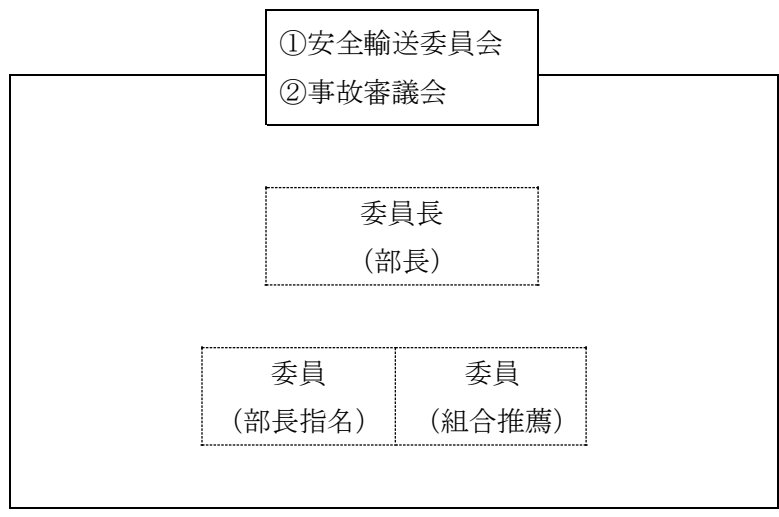 ①安全輸送委員会
②事故審議会
委員長
（部長）
委員
（部長指名）
委員
（組合推薦）